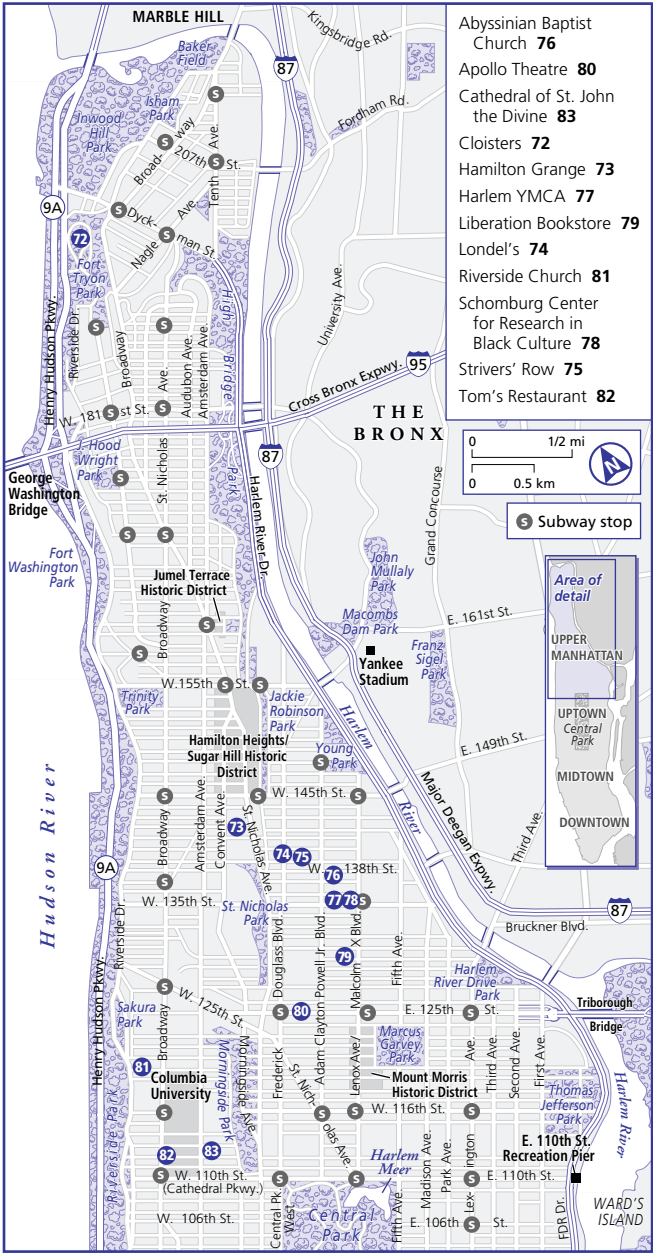 MARBLE HILL
Baker
Field
Kingsbridge Rd.
87
Isham
Park
Inwood
Hill
Park
Fordham Rd.
Broad-
way
207th
St.
Tenth
Ave.
9A
Dyck-
man St.
Nagle
Ave.
72
Fort
Tryon
Park
High
Bridge
Park
University Ave.
Henry Hudson Pkwy.
Riverside Dr.
Broadway
Ave.
St. Nicholas
Audubon Ave.
Amsterdam Ave.
Cross Bronx Expwy.
95
W. 181
st St.
THE
BRONX
J. Hood
Wright
Park
George
Washington
Bridge
87
Harlem River Dr.
Grand Concourse
Fort
Washington
Park
John
Mullaly
Park
Jumel Terrace
Historic District
Broadway
Macombs
Dam Park
E. 161st St.
Franz
Sigel
Park
Yankee
Stadium
W.155th
St.
Trinity
Park
Jackie
Robinson
Park
Harlem
River
Hamilton Heights/
Sugar Hill Historic
District
Young
Park
E. 149th St.
W. 145th St.
Major Deegan Expwy.
Third Ave.
Hudson River
Broadway
Amsterdam Ave.
Convent Ave.
73
St. Nicholas Ave.
74
75
W.
138th St.
76
9A
W. 135th St.
77
78
87
Bruckner Blvd.
St. Nicholas
Park
Riverside Dr.
Henry Hudson Pkwy.
Douglass Blvd.
Frederick
Adam Clayton Powell Jr. Blvd.
Malcolm
X Blvd.
Lenox Ave./
Fifth Ave.
79
Harlem
River Drive
Park
W. 125th St.
80
E. 125th
St.
Triborough
Bridge
Sakura
Park
Broadway
Marcus
Garvey
Park
Ave.
Third Ave.
Second Ave.
First Ave.
81
Columbia
University
Morningside Park
Morningside
Ave.
St. Nich-
olas Ave.
Mount Morris
Historic District
Thomas
Jefferson
Park
Harlem River
W. 116th St.
Riverside Park
82
83
Harlem
Meer
Madison Ave.
Park Ave.
Lex-
ington
E. 110th St.
Recreation Pier
W. 110th St.
(Cathedral Pkwy.)
E. 110th St.
W. 106th St.
Central Pk.
West
Central
Park
Fifth Ave.
E. 106th
St.
FDR Dr.
WARD'S
ISLAND
Abyssinian Baptist
Church 76
Apollo Theatre 80
Cathedral of St. John
the Divine 83
Cloisters 72
Hamilton Grange 73
Harlem YMCA 77
Liberation Bookstore 79
Londel's 74
Riverside Church 81
Schomburg Center
for Research in
Black Culture 78
Strivers' Row 75
Tom's Restaurant 82
0 1/2 mi
0 0.5 km
N
S Subway stop
Area of
detail
UPPER
MANHATTAN
UPTOWN
Central
Park
MIDTOWN
DOWNTOWN